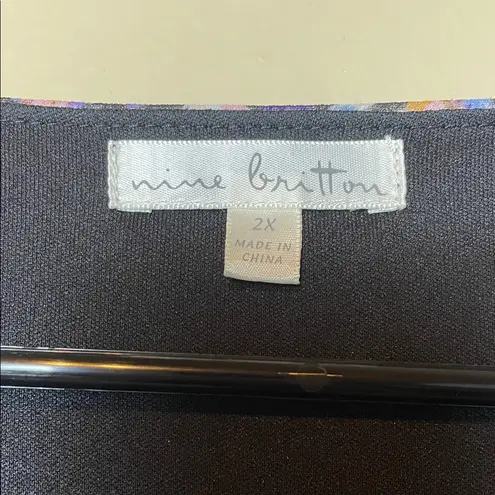 nine britton
2X
MADE IN
CHINA